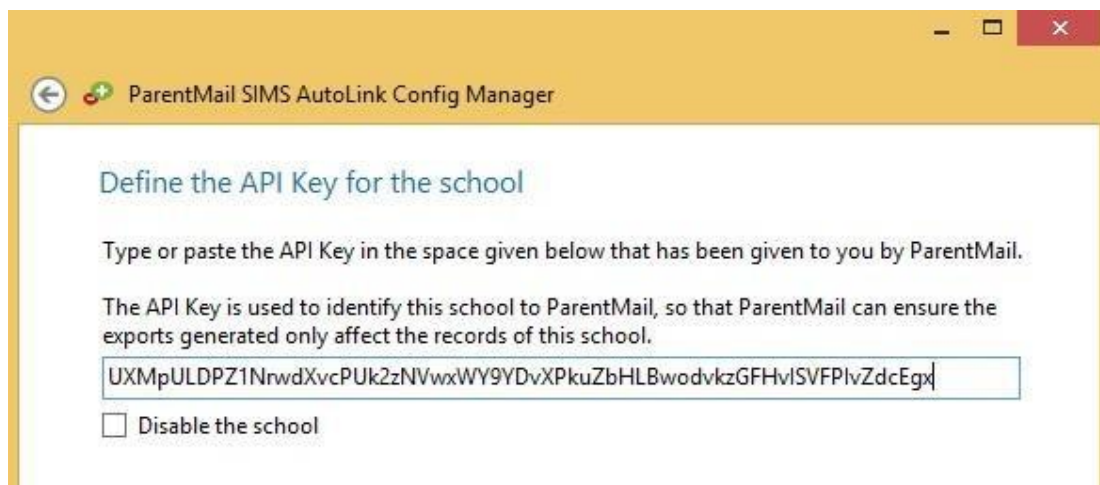 ParentMail SIMS AutoLink Config Manager
Define the API Key for the school
Type or paste the API Key in the space given below that has been given to you by ParentMail.
The API Key is used to identify this school to ParentMail, so that ParentMail can ensure the
exports generated only affect the records of this school.
UXMpULDPZ1NrwdXvcPUk2zNVwxWY9YDvXPkuZbHLBwodvkzGFHvlSVFPlvZdcEgx
Disable the school